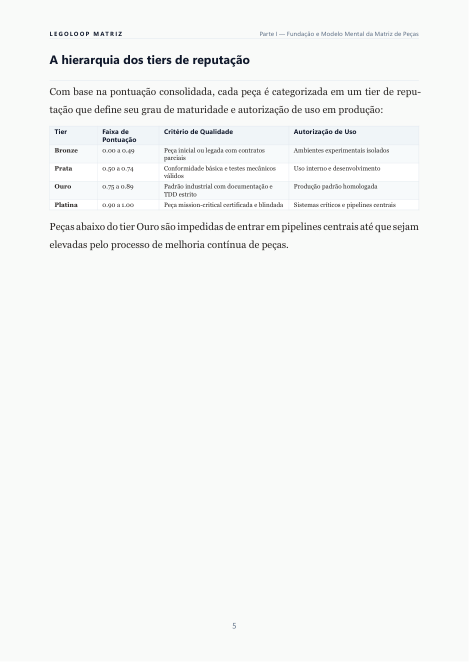 LEGOLOOP MATRIZ
Parte I — Fundação e Modelo Mental da Matriz de Peças
A hierarquia dos tiers de reputação
Com base na pontuação consolidada, cada peça é categorizada em um tier de repu-
tação que define seu grau de maturidade e autorização de uso em produção:
Tier Faixa de Pontuação Critério de Qualidade Autorização de Uso
Bronze 0.00 a 0.49 Peça inicial ou legada com contratos parciais Ambientes experimentais isolados
Prata 0.50 a 0.74 Conformidade básica e testes mecânicos válidos Uso interno e desenvolvimento
Ouro 0.75 a 0.89 Padrão industrial com documentação e TDD estrito Produção padrão homologada
Platina 0.90 a 1.00 Peça mission-critical certificada e blindada Sistemas críticos e pipelines centrais
Peças abaixo do tier Ouro são impedidas de entrar em pipelines centrais até que sejam
elevadas pelo processo de melhoria contínua de peças.
5